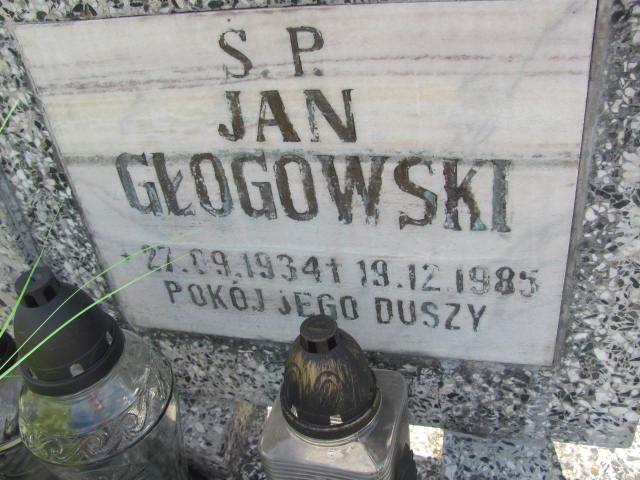 Ś.P.
JAN
GŁOGOWSKI
* 27.09.1934 † 19.12.1985
POKÓJ JEGO DUSZY